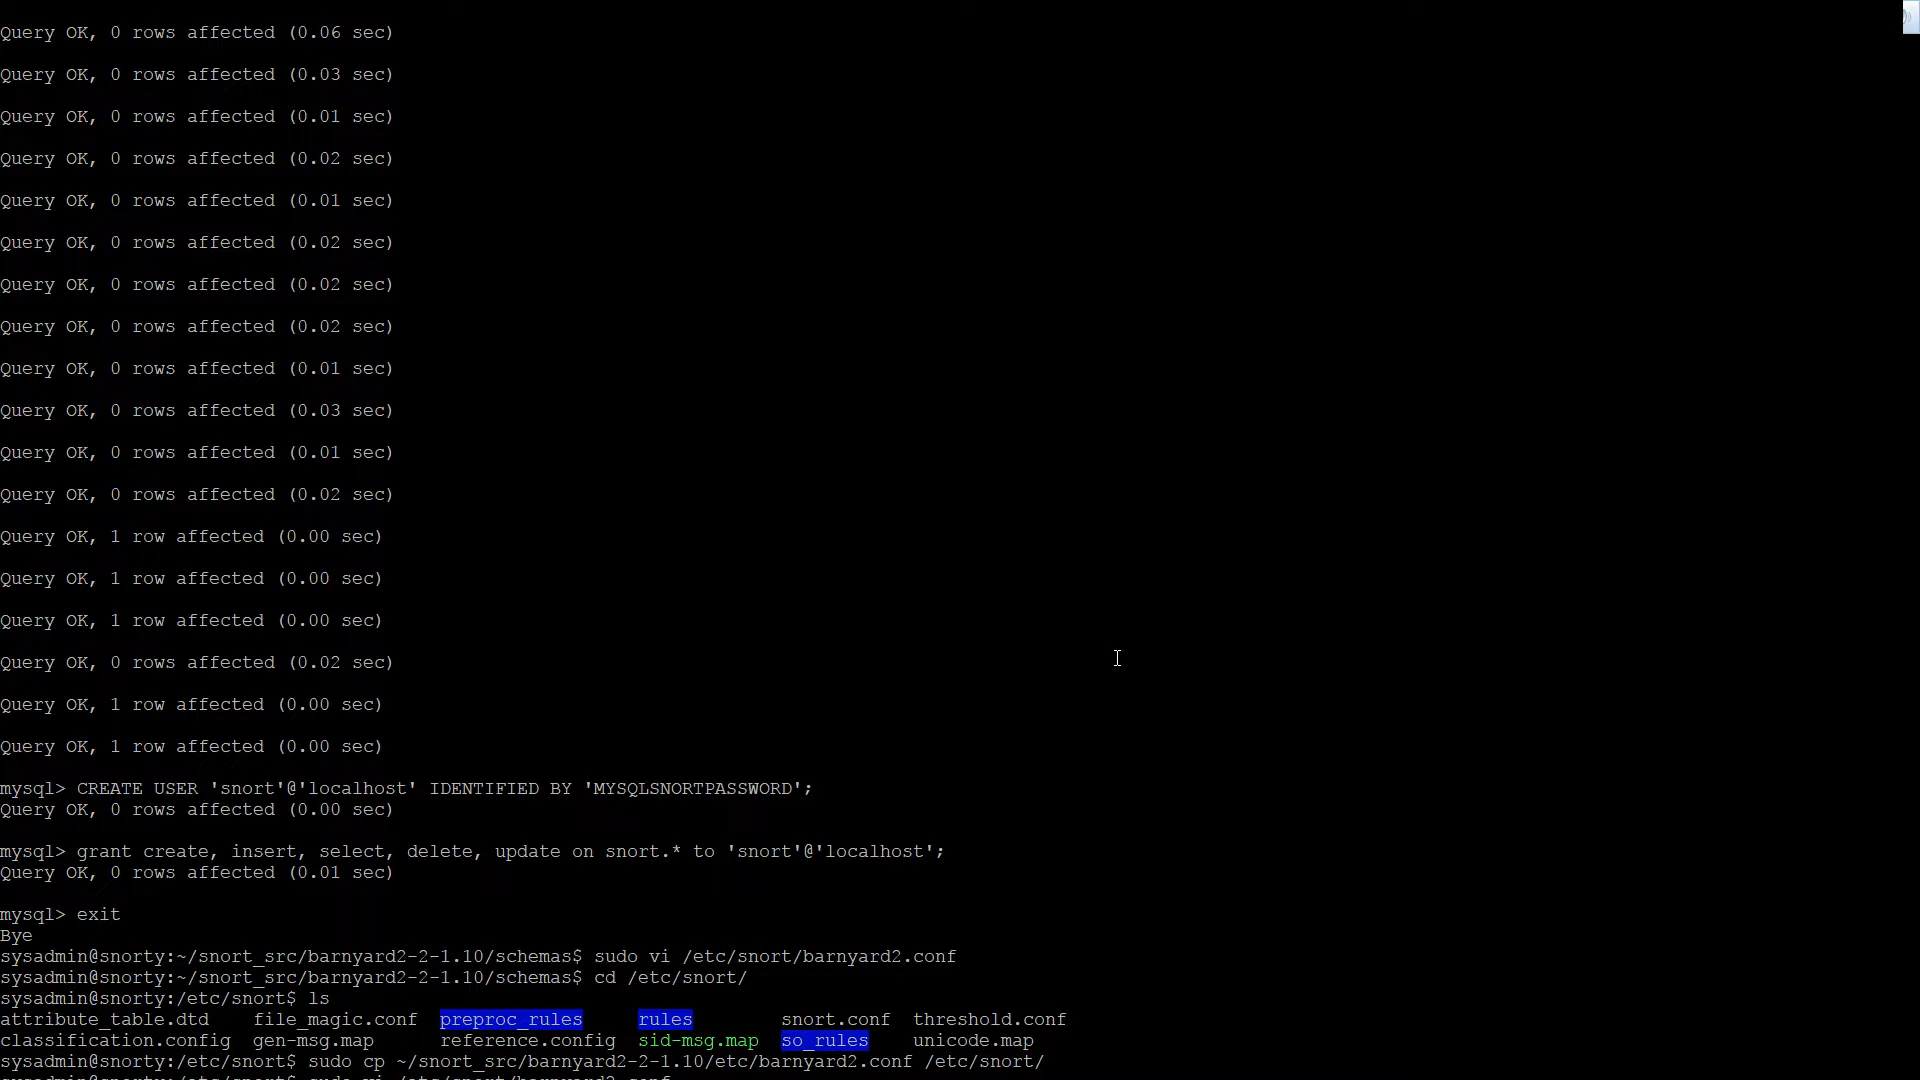 Query OK, 0 rows affected (0.06 sec)
Query OK, 0 rows affected (0.03 sec)
Query OK, 0 rows affected (0.01 sec)
Query OK, 0 rows affected (0.02 sec)
Query OK, 0 rows affected (0.01 sec)
Query OK, 0 rows affected (0.02 sec)
Query OK, 0 rows affected (0.02 sec)
Query OK, 0 rows affected (0.02 sec)
Query OK, 0 rows affected (0.01 sec)
Query OK, 0 rows affected (0.03 sec)
Query OK, 0 rows affected (0.01 sec)
Query OK, 0 rows affected (0.02 sec)
Query OK, 1 row affected (0.00 sec)
Query OK, 1 row affected (0.00 sec)
Query OK, 1 row affected (0.00 sec)
Query OK, 0 rows affected (0.02 sec)
Query OK, 1 row affected (0.00 sec)
Query OK, 1 row affected (0.00 sec)
mysql> CREATE USER 'snort'@'localhost' IDENTIFIED BY 'MYSQLSNORTPASSWORD';
Query OK, 0 rows affected (0.00 sec)
mysql> grant create, insert, select, delete, update on snort.* to 'snort'@'localhost';
Query OK, 0 rows affected (0.01 sec)
mysql> exit
Bye
sysadmin@snorty:~/snort_src/barnyard2-2-1.10/schemas$ sudo vi /etc/snort/barnyard2.conf
sysadmin@snorty:~/snort_src/barnyard2-2-1.10/schemas$ cd /etc/snort/
sysadmin@snorty:/etc/snort$ ls
attribute_table.dtd file_magic.conf preproc_rules rules snort.conf threshold.conf
classification.config gen-msg.map reference.config sid-msg.map so_rules unicode.map
sysadmin@snorty:/etc/snort$ sudo cp ~/snort_src/barnyard2-2-1.10/etc/barnyard2.conf /etc/snort/
sysadmin@snorty:/etc/snort$ sudo vi /etc/snort/barnyard2.conf